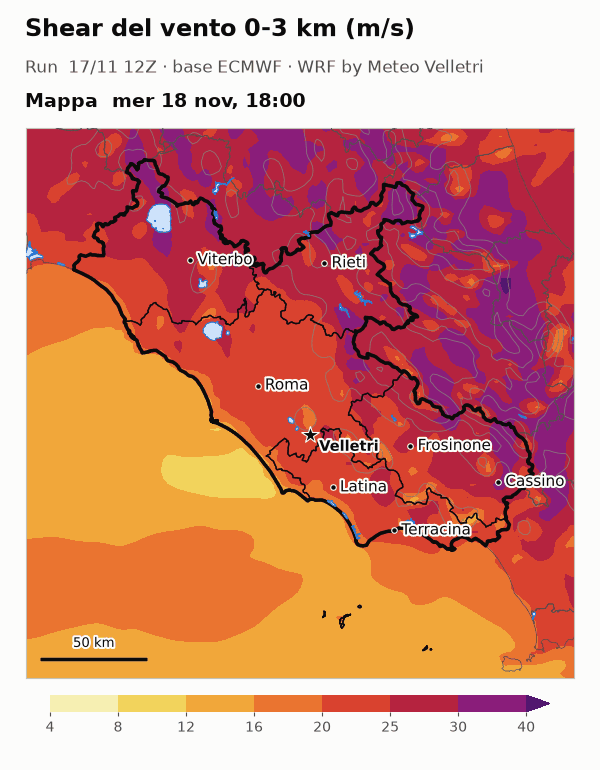 Shear del vento 0-3 km (m/s)
Run 17/11 12Z · base ECMWF · WRF by Meteo Velletri
Mappa mer 18 nov, 18:00
Viterbo
Rieti
Roma
Velletri
Frosinone
Cassino
Latina
Terracina
50 km
4 8 12 16 20 25 30 40